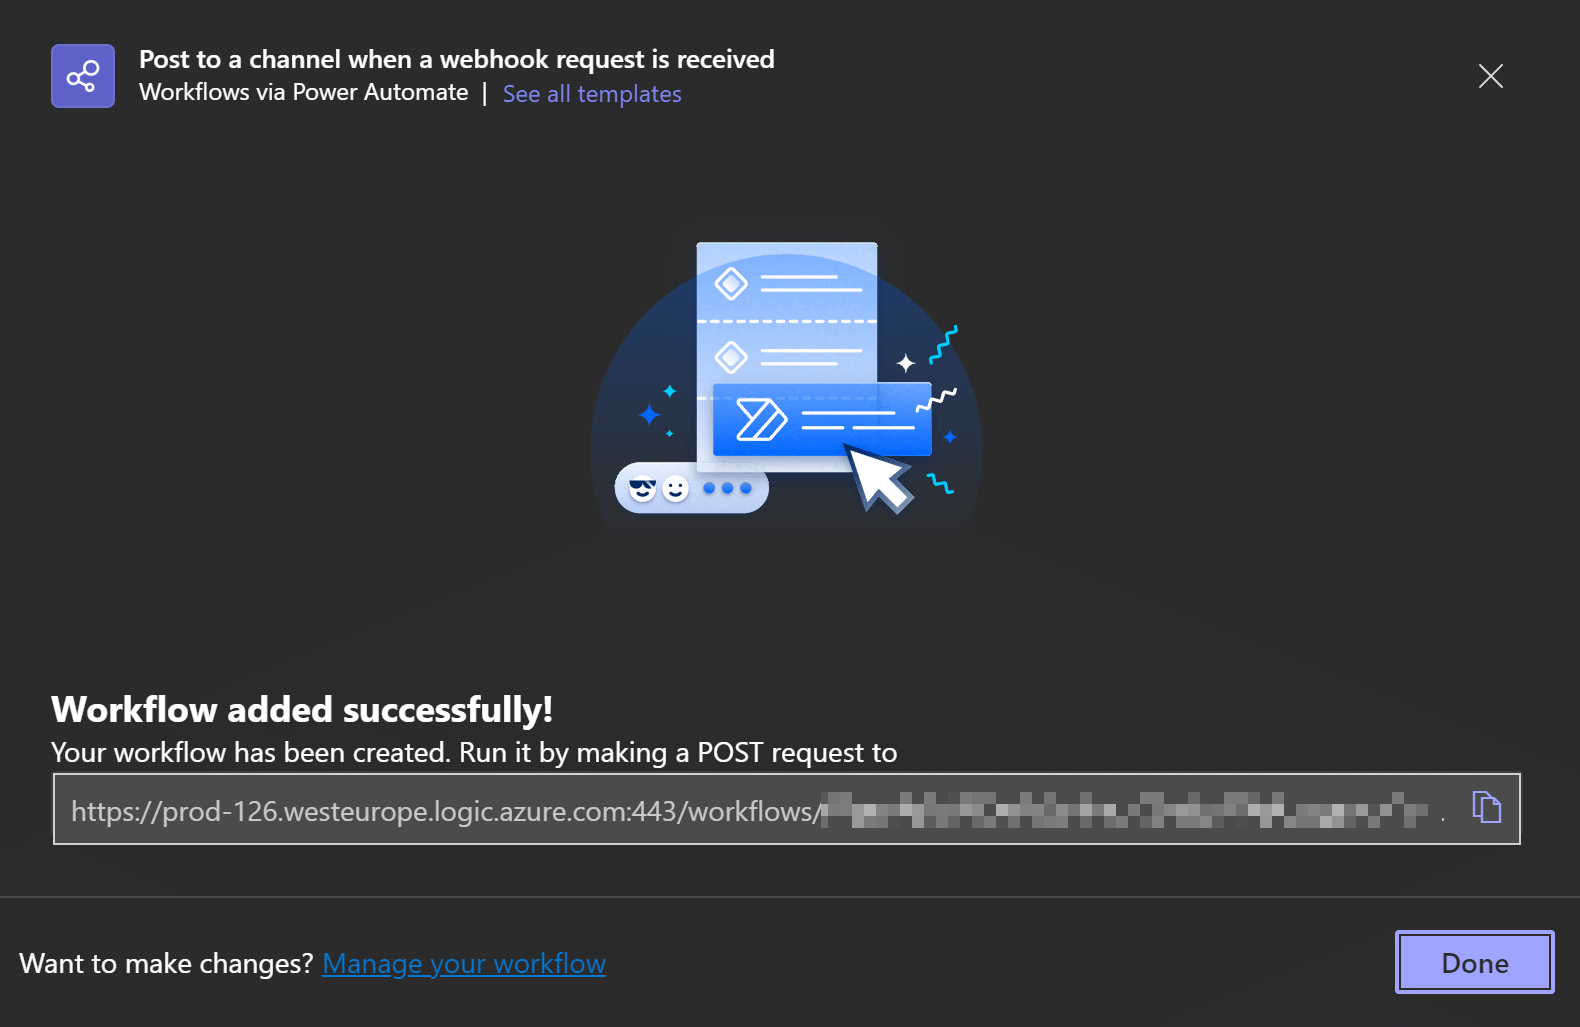 Post to a channel when a webhook request is received
Workflows via Power Automate | See all templates
Workflow added successfully!
Your workflow has been created. Run it by making a POST request to
https://prod-126.westeurope.logic.azure.com:443/workflows/
Want to make changes? Manage your workflow
Done